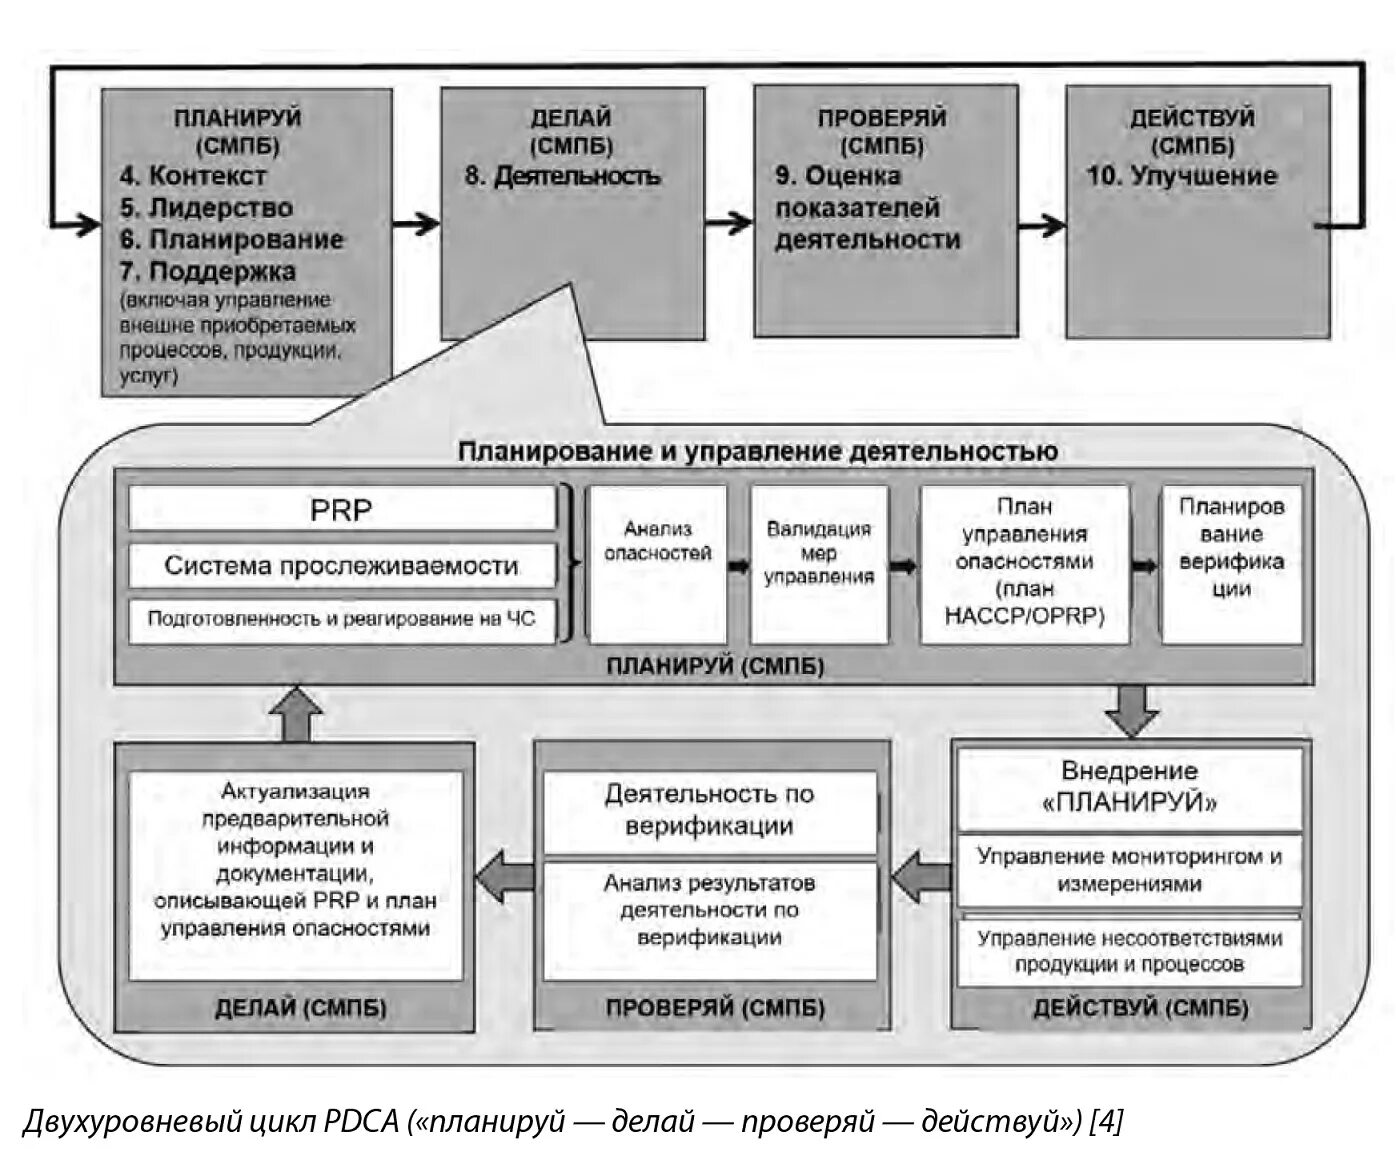 ПЛАНИРУЙ
(СМПБ)
4. Контекст
5. Лидерство
6. Планирование
7. Поддержка
(включая управление
внешне приобретаемых
процессов, продукции,
услуг)
ДЕЛАЙ
(СМПБ)
8. Деятельность
ПРОВЕРЯЙ
(СМПБ)
9. Оценка
показателей
деятельности
ДЕЙСТВУЙ
(СМПБ)
10. Улучшение
Планирование и управление деятельностью
PRP
Система прослеживаемости
Подготовленность и реагирование на ЧС
Анализ
опасностей
Валидация
мер
управления
План
управления
опасностями
(план
HACCP/OPRP)
Планиров
вание
верифика
ции
ПЛАНИРУЙ (СМПБ)
Актуализация
предварительной
информации и
документации,
описывающей PRP и план
управления опасностями
ДЕЛАЙ (СМПБ)
Деятельность по
верификации
Анализ результатов
деятельности по
верификации
ПРОВЕРЯЙ (СМПБ)
Внедрение
«ПЛАНИРУЙ»
Управление мониторингом и
измерениями
Управление несоответствиями
продукции и процессов
ДЕЙСТВУЙ (СМПБ)
Двухуровневый цикл PDCA («планируй — делай — проверяй — действуй») [4]